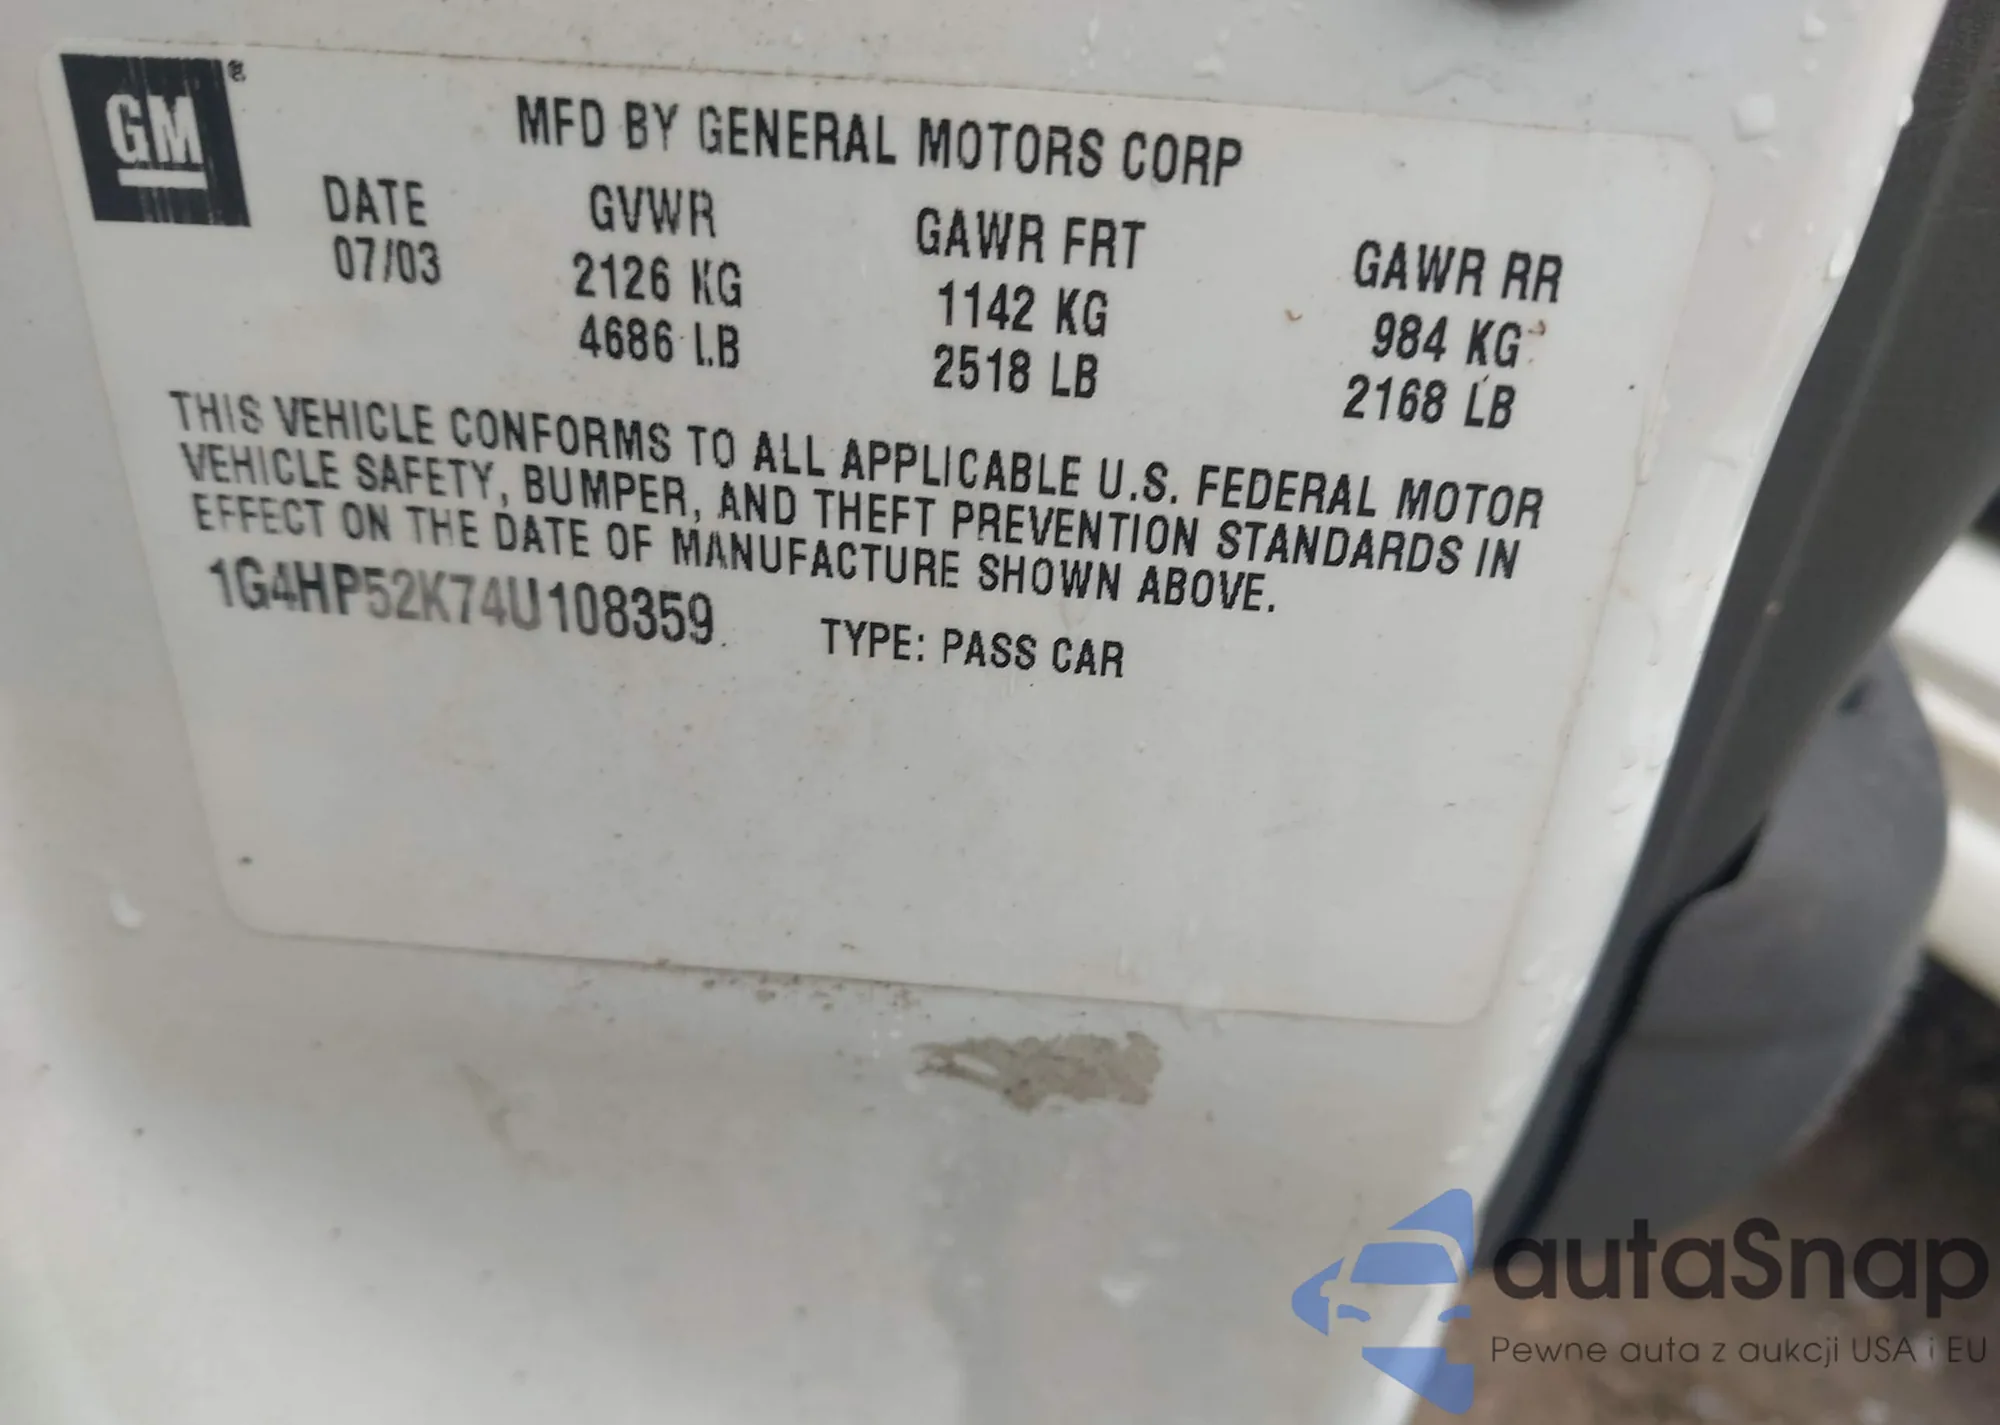 GM®
MFD BY GENERAL MOTORS CORP
DATE GVWR GAWR FRT GAWR RR
07/03 2126 KG 1142 KG 984 KG
4686 LB 2518 LB 2168 LB
THIS VEHICLE CONFORMS TO ALL APPLICABLE U.S. FEDERAL MOTOR
VEHICLE SAFETY, BUMPER, AND THEFT PREVENTION STANDARDS IN
EFFECT ON THE DATE OF MANUFACTURE SHOWN ABOVE.
1G4HP52K74U108359 TYPE: PASS CAR
autaSnap
Pewne auta z aukcji USA i EU